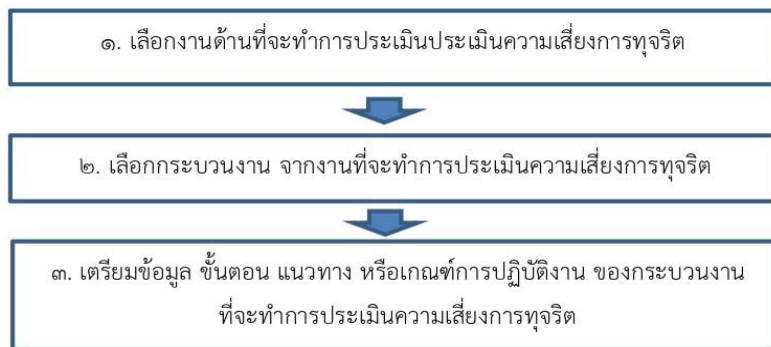 ๑. เลือกงานด้านที่จะทำการประเมินประเมินความเสี่ยงการทุจริต
๒. เลือกกระบวนงาน จากงานที่จะทำการประเมินความเสี่ยงการทุจริต
๓. เตรียมข้อมูล ขั้นตอน แนวทาง หรือเกณฑ์การปฏิบัติงาน ของกระบวนงาน
ที่จะทำการประเมินความเสี่ยงการทุจริต